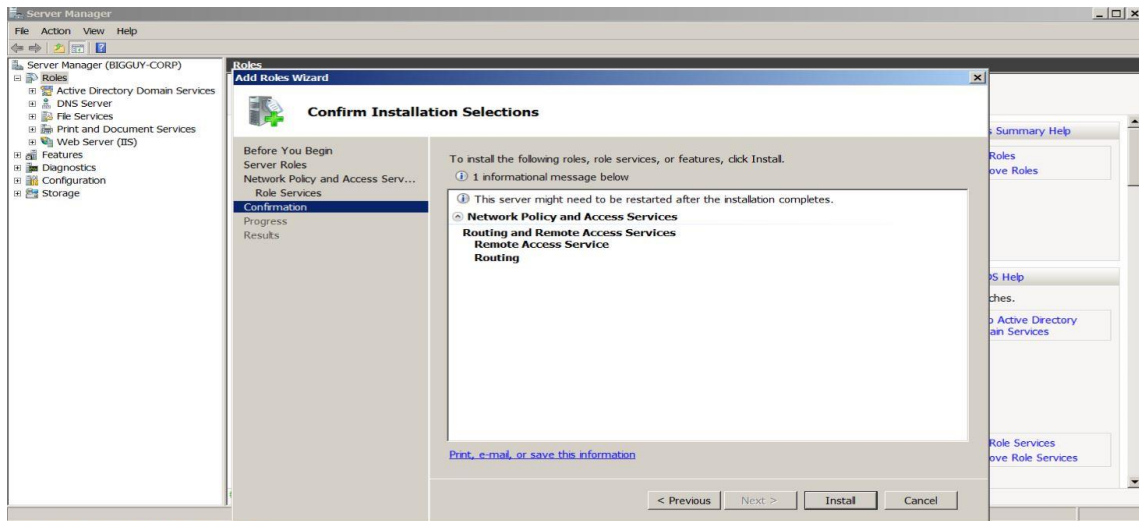 Server Manager
File Action View Help
Server Manager (BIGGUY-CORP)
Roles
Active Directory Domain Services
DNS Server
File Services
Print and Document Services
Web Server (IIS)
Features
Diagnostics
Configuration
Storage
Roles
Add Roles Wizard
Confirm Installation Selections
Before You Begin
Server Roles
Network Policy and Access Serv...
Role Services
Confirmation
Progress
Results
To install the following roles, role services, or features, click Install.
1 informational message below
This server might need to be restarted after the installation completes.
Network Policy and Access Services
Routing and Remote Access Services
Remote Access Service
Routing
Print, e-mail, or save this information
< Previous
Next >
Install
Cancel
Summary Help
Roles
ove Roles
S Help
ches.
Active Directory
ain Services
Role Services
ove Role Services